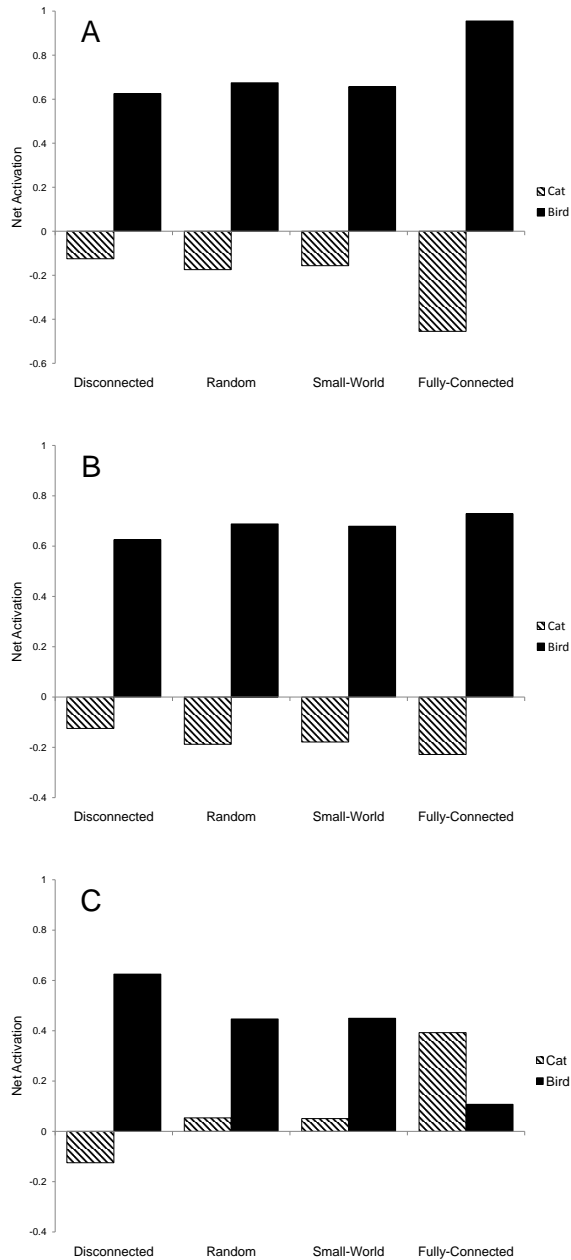 A
1
0.8
0.6
0.4
0.2
0
-0.2
-0.4
-0.6
Net Activation
Cat
Bird
Disconnected Random Small-World Fully-Connected
B
1
0.8
0.6
0.4
0.2
0
-0.2
-0.4
Net Activation
Cat
Bird
Disconnected Random Small-World Fully-Connected
C
1
0.8
0.6
0.4
0.2
0
-0.2
-0.4
Net Activation
Cat
Bird
Disconnected Random Small-World Fully-Connected